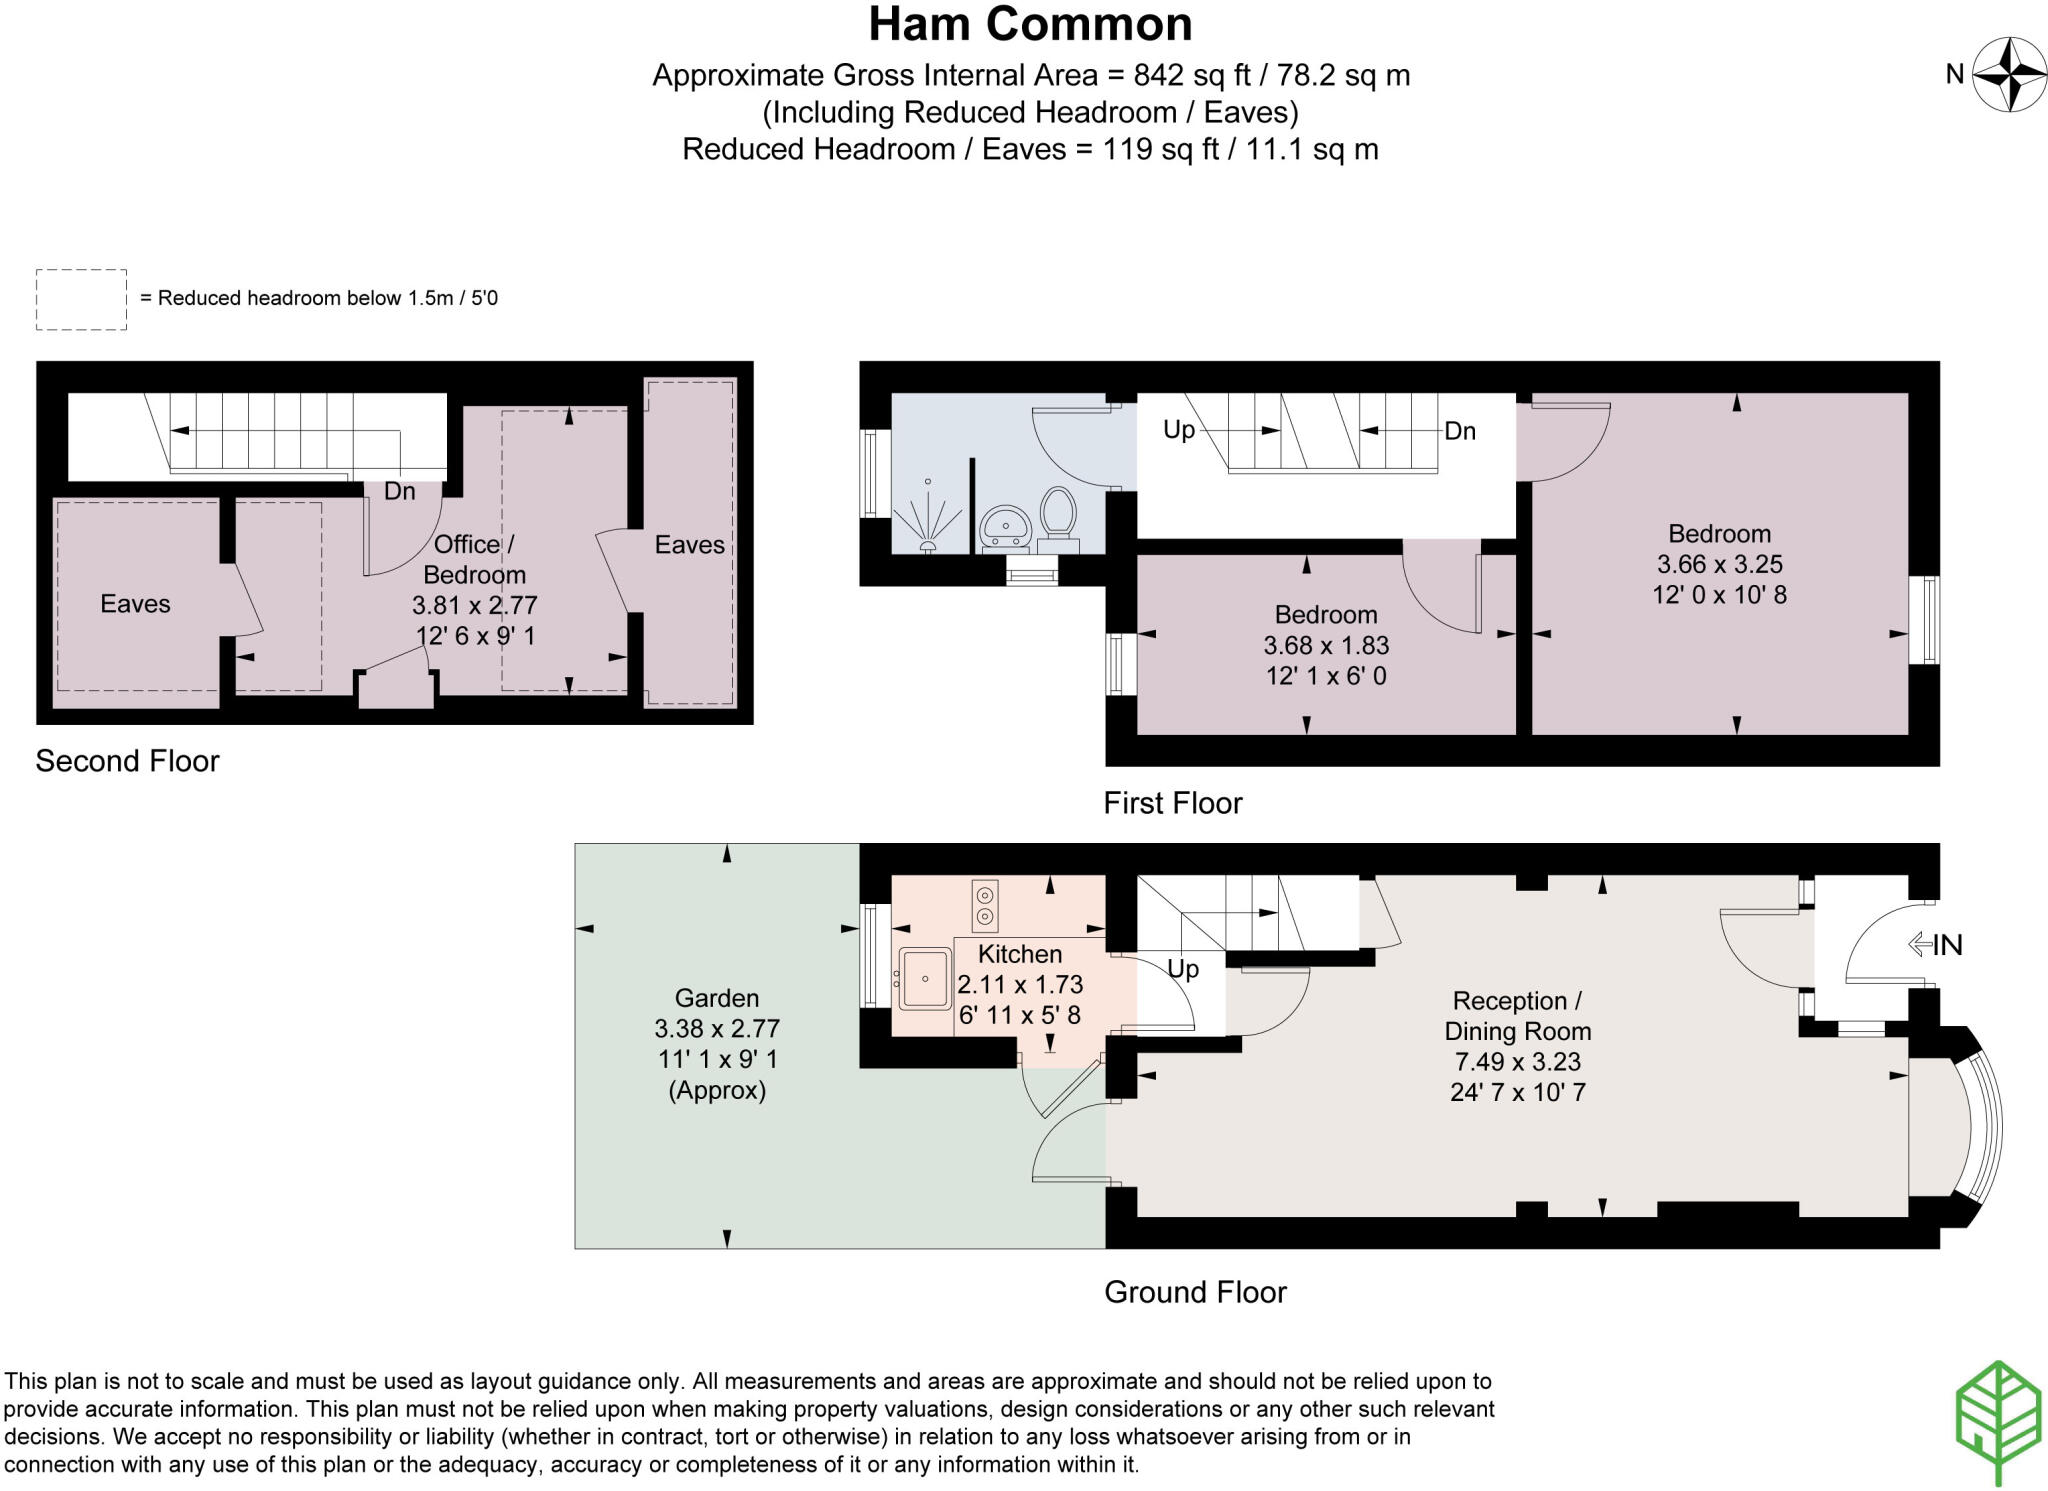 Ham Common
Approximate Gross Internal Area = 842 sq ft / 78.2 sq m
(Including Reduced Headroom / Eaves)
Reduced Headroom / Eaves = 119 sq ft / 11.1 sq m
N
= Reduced headroom below 1.5m / 5'0
Dn
Office /
Bedroom
3.81 x 2.77
12' 6 x 9' 1
Eaves
Eaves
Second Floor
Up
Dn
Bedroom
3.66 x 3.25
12' 0 x 10' 8
Bedroom
3.68 x 1.83
12' 1 x 6' 0
First Floor
Garden
3.38 x 2.77
11' 1 x 9' 1
(Approx)
Kitchen
2.11 x 1.73
6' 11 x 5' 8
Up
Reception /
Dining Room
7.49 x 3.23
24' 7 x 10' 7
IN
Ground Floor
This plan is not to scale and must be used as layout guidance only. All measurements and areas are approximate and should not be relied upon to
provide accurate information. This plan must not be relied upon when making property valuations, design considerations or any other such relevant
decisions. We accept no responsibility or liability (whether in contract, tort or otherwise) in relation to any loss whatsoever arising from or in
connection with any use of this plan or the adequacy, accuracy or completeness of it or any information within it.